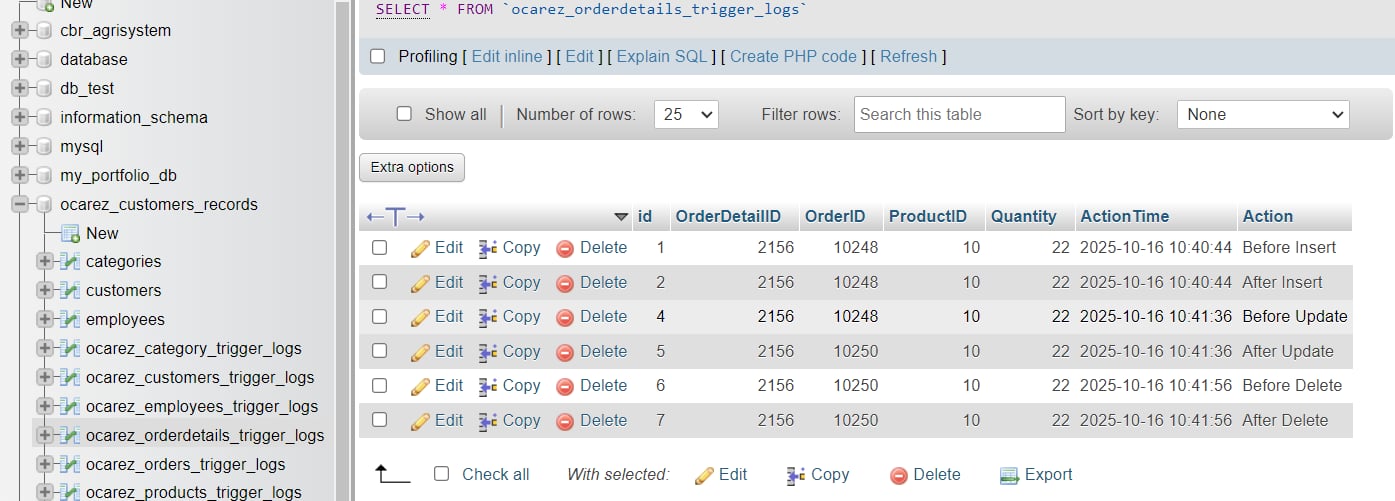 New
cbr_agrisystem
database
db_test
information_schema
mysql
my_portfolio_db
ocarez_customers_records
New
categories
customers
employees
ocarez_category_trigger_logs
ocarez_customers_trigger_logs
ocarez_employees_trigger_logs
ocarez_orderdetails_trigger_logs
ocarez_orders_trigger_logs
ocarez_products_trigger_logs
SELECT * FROM `ocarez_orderdetails_trigger_logs`
Profiling [ Edit inline ] [ Edit ] [ Explain SQL ] [ Create PHP code ] [ Refresh ]
Show all | Number of rows: 25 Filter rows: Search this table Sort by key: None
Extra options
id OrderDetailID OrderID ProductID Quantity ActionTime Action
Edit Copy Delete 1 2156 10248 10 22 2025-10-16 10:40:44 Before Insert
Edit Copy Delete 2 2156 10248 10 22 2025-10-16 10:40:44 After Insert
Edit Copy Delete 4 2156 10248 10 22 2025-10-16 10:41:36 Before Update
Edit Copy Delete 5 2156 10250 10 22 2025-10-16 10:41:36 After Update
Edit Copy Delete 6 2156 10250 10 22 2025-10-16 10:41:56 Before Delete
Edit Copy Delete 7 2156 10250 10 22 2025-10-16 10:41:56 After Delete
Check all With selected: Edit Copy Delete Export